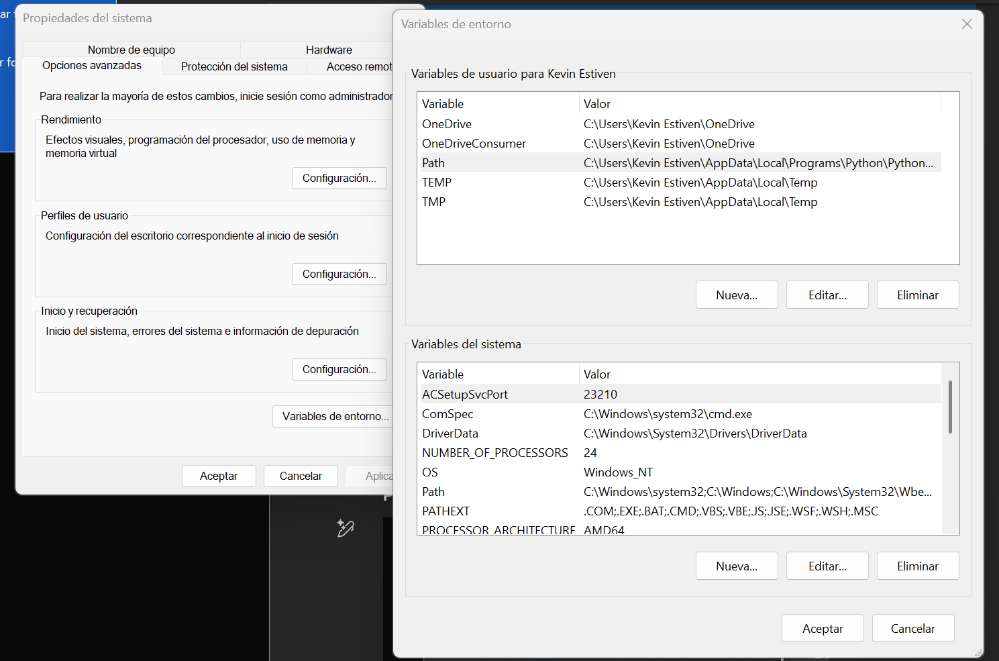 Propiedades del sistema
Nombre de equipo
Hardware
Opciones avanzadas
Protección del sistema
Acceso remot
Para realizar la mayoría de estos cambios, inicie sesión como administrador
Rendimiento
Efectos visuales, programación del procesador, uso de memoria y
memoria virtual
Configuración...
Perfiles de usuario
Configuración del escritorio correspondiente al inicio de sesión
Configuración...
Inicio y recuperación
Inicio del sistema, errores del sistema e información de depuración
Configuración...
Variables de entorno...
Aceptar
Cancelar
Aplica
Variables de entorno
Variables de usuario para Kevin Estiven
Variable Valor
OneDrive C:\Users\Kevin Estiven\OneDrive
OneDriveConsumer C:\Users\Kevin Estiven\OneDrive
Path C:\Users\Kevin Estiven\AppData\Local\Programs\Python\Python...
TEMP C:\Users\Kevin Estiven\AppData\Local\Temp
TMP C:\Users\Kevin Estiven\AppData\Local\Temp
Nueva... Editar... Eliminar
Variables del sistema
Variable Valor
ACSetupSvcPort 23210
ComSpec C:\Windows\system32\cmd.exe
DriverData C:\Windows\System32\Drivers\DriverData
NUMBER_OF_PROCESSORS 24
OS Windows_NT
Path C:\Windows\system32;C:\Windows;C:\Windows\System32\Wbe...
PATHEXT .COM;.EXE;.BAT;.CMD;.VBS;.VBE;.JS;.JSE;.WSF;.WSH;.MSC
PROCESSOR_ARCHITECTURE AMD64
Nueva... Editar... Eliminar
Aceptar Cancelar